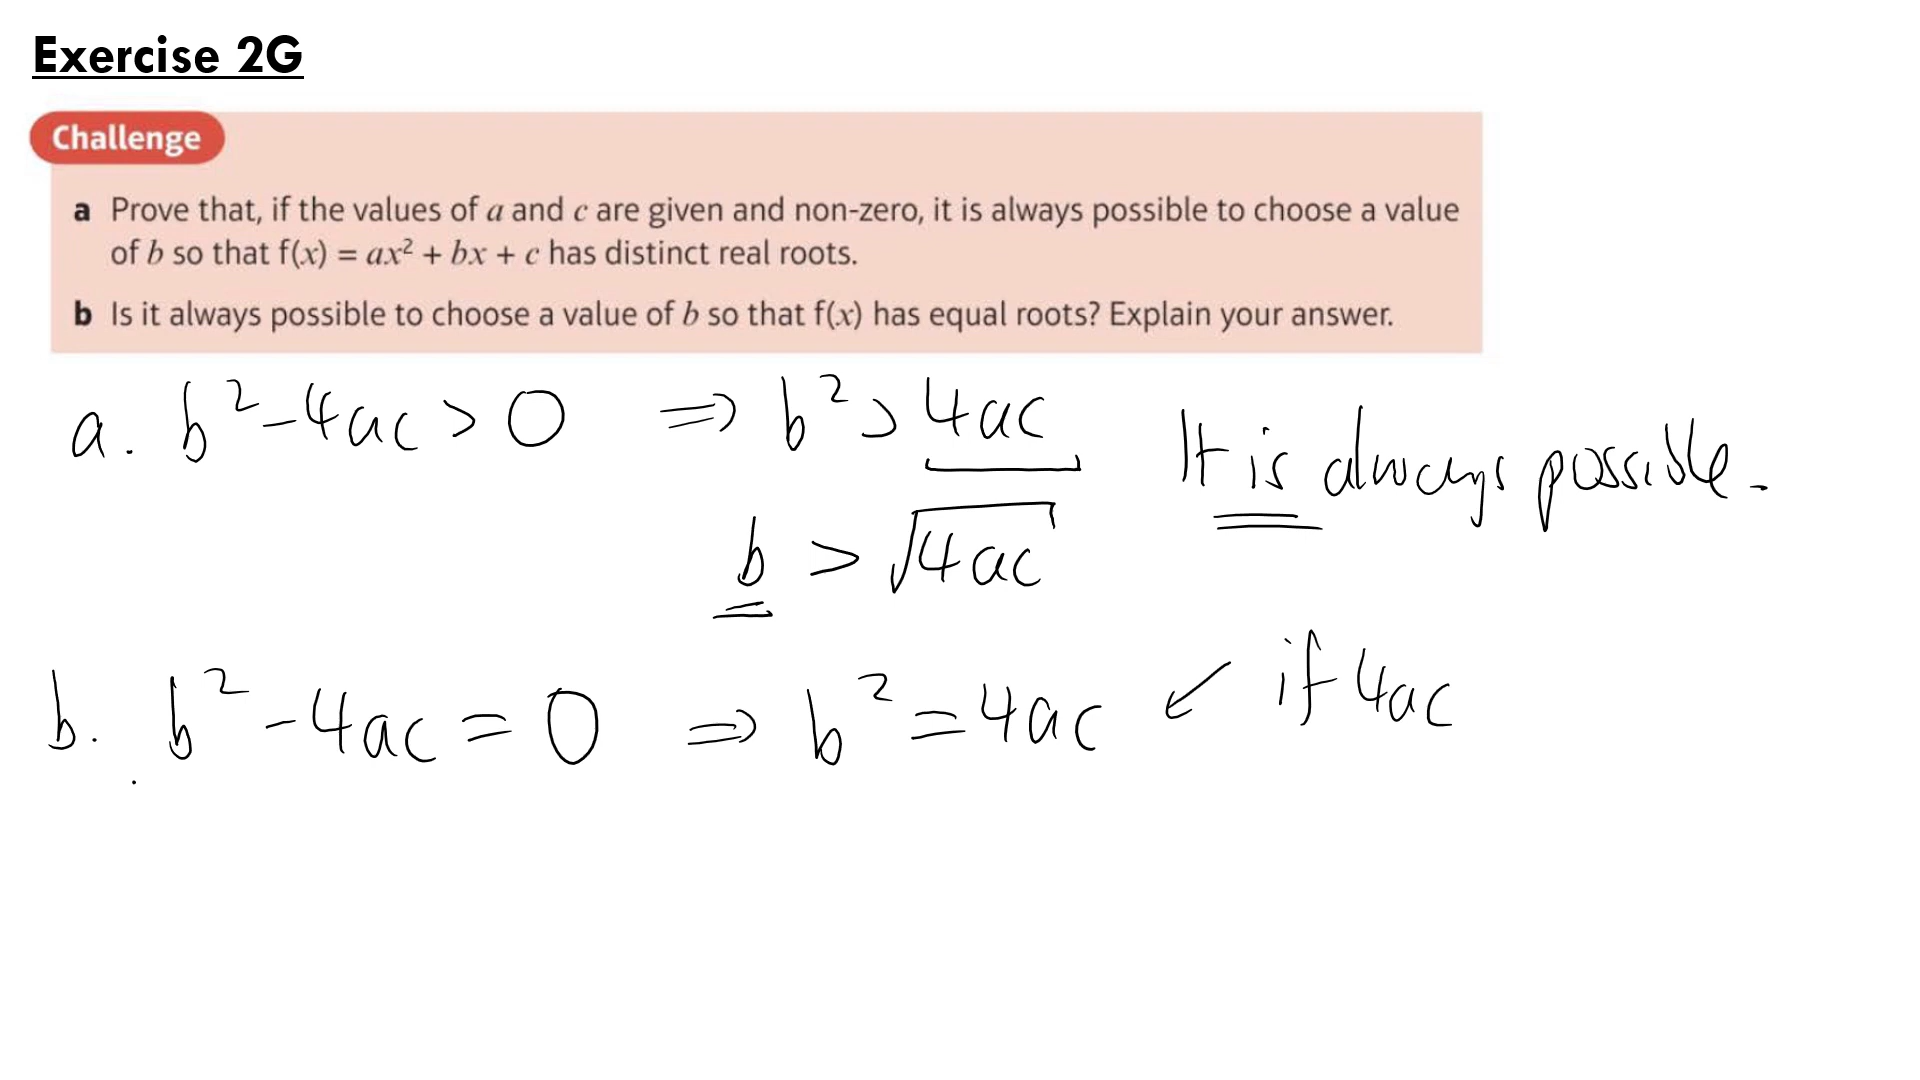 Exercise 2G
Challenge
a Prove that, if the values of a and c are given and non-zero, it is always possible to choose a value
of b so that f(x) = ax² + bx + c has distinct real roots.
b Is it always possible to choose a value of b so that f(x) has equal roots? Explain your answer.
a. b² - 4ac > 0 ⇒ b² > 4ac It is always possible.
b > √4ac
b. b² - 4ac = 0 ⇒ b² = 4ac ↙ if 4ac